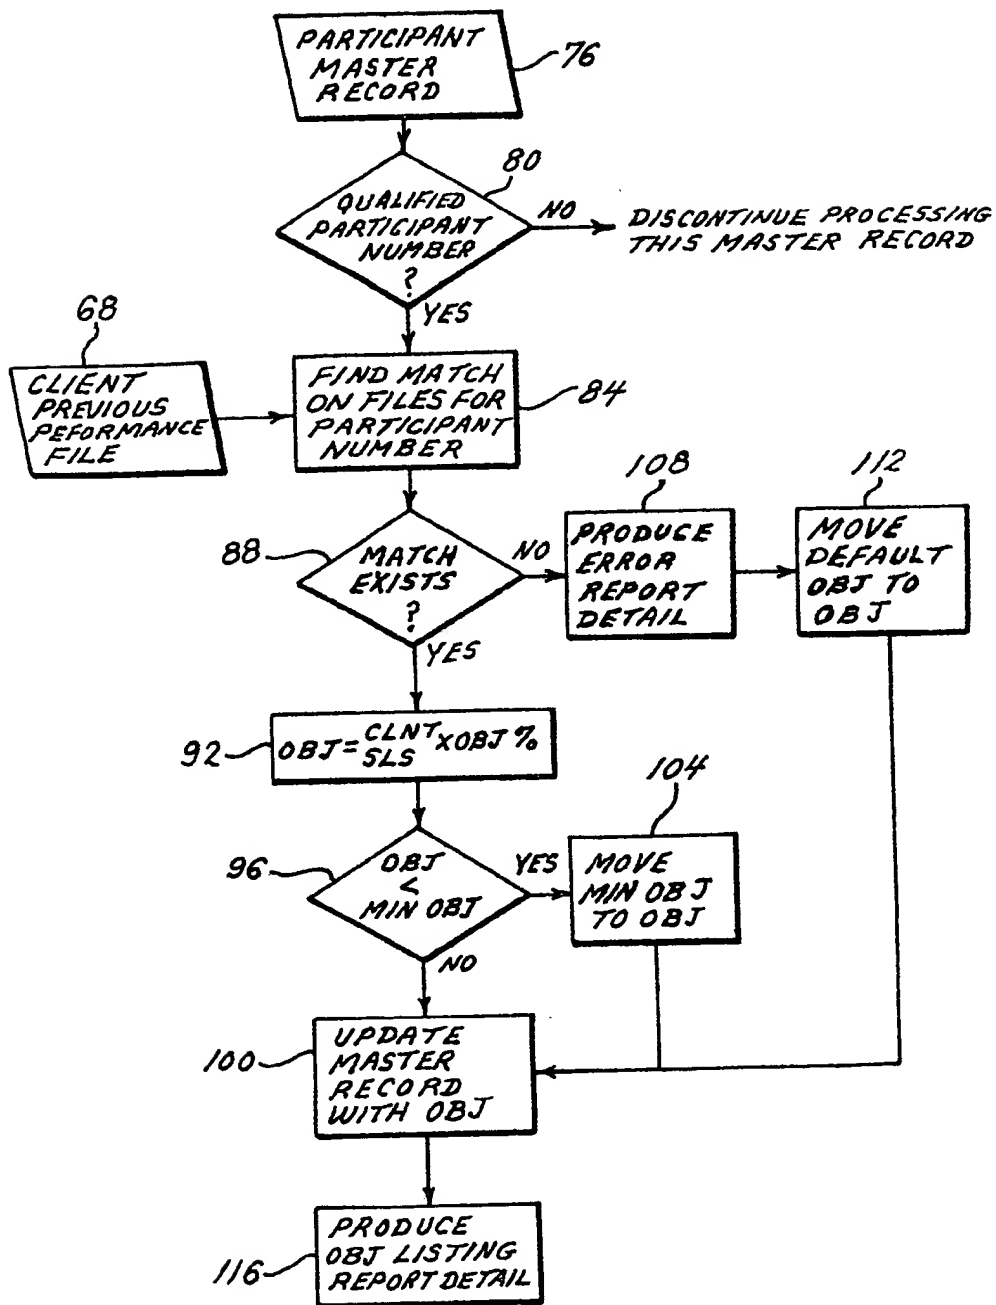 PARTICIPANT
MASTER
RECORD
76
80
QUALIFIED
PARTICIPANT
NUMBER
?
NO
DISCONTINUE PROCESSING
THIS MASTER RECORD
YES
68
CLIENT
PREVIOUS
PEFORMANCE
FILE
FIND MATCH
ON FILES FOR
PARTICIPANT
NUMBER
84
88
MATCH
EXISTS
?
NO
YES
108
PRODUCE
ERROR
REPORT
DETAIL
112
MOVE
DEFAULT
OBJ TO
OBJ
92
OBJ = CLNT SLS X OBJ %
96
OBJ
<
MIN OBJ
YES
NO
104
MOVE
MIN OBJ
TO OBJ
100
UPDATE
MASTER
RECORD
WITH OBJ
116
PRODUCE
OBJ LISTING
REPORT DETAIL